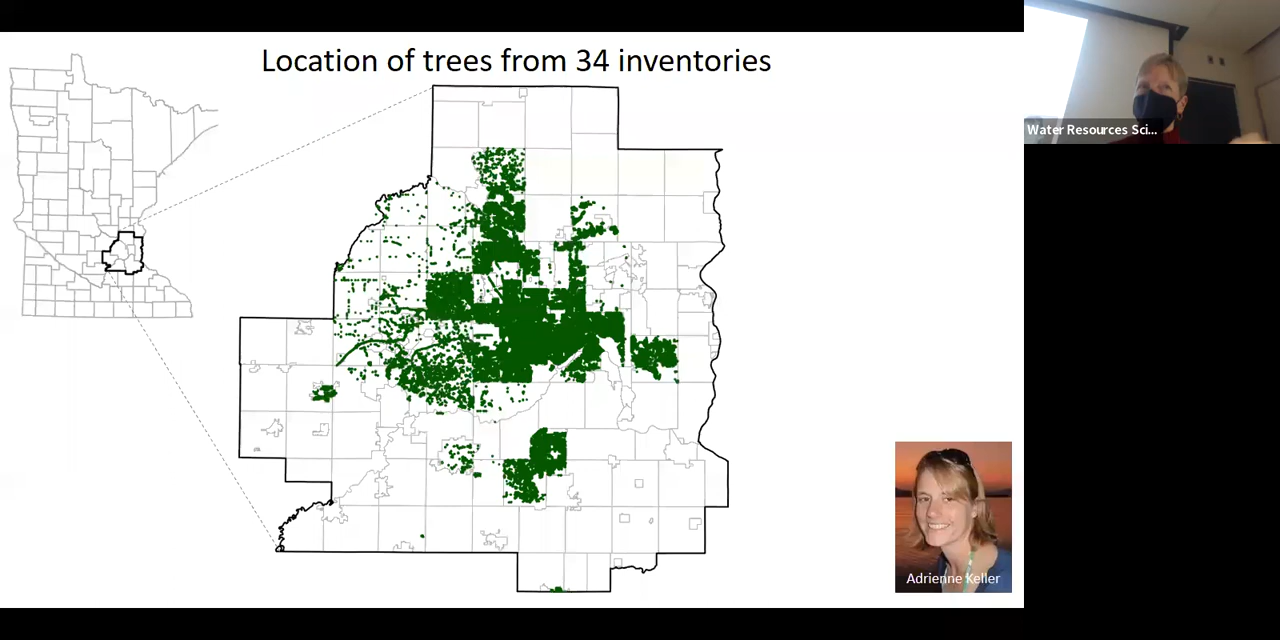 Location of trees from 34 inventories
Water Resources Sci...
Adrienne Keller